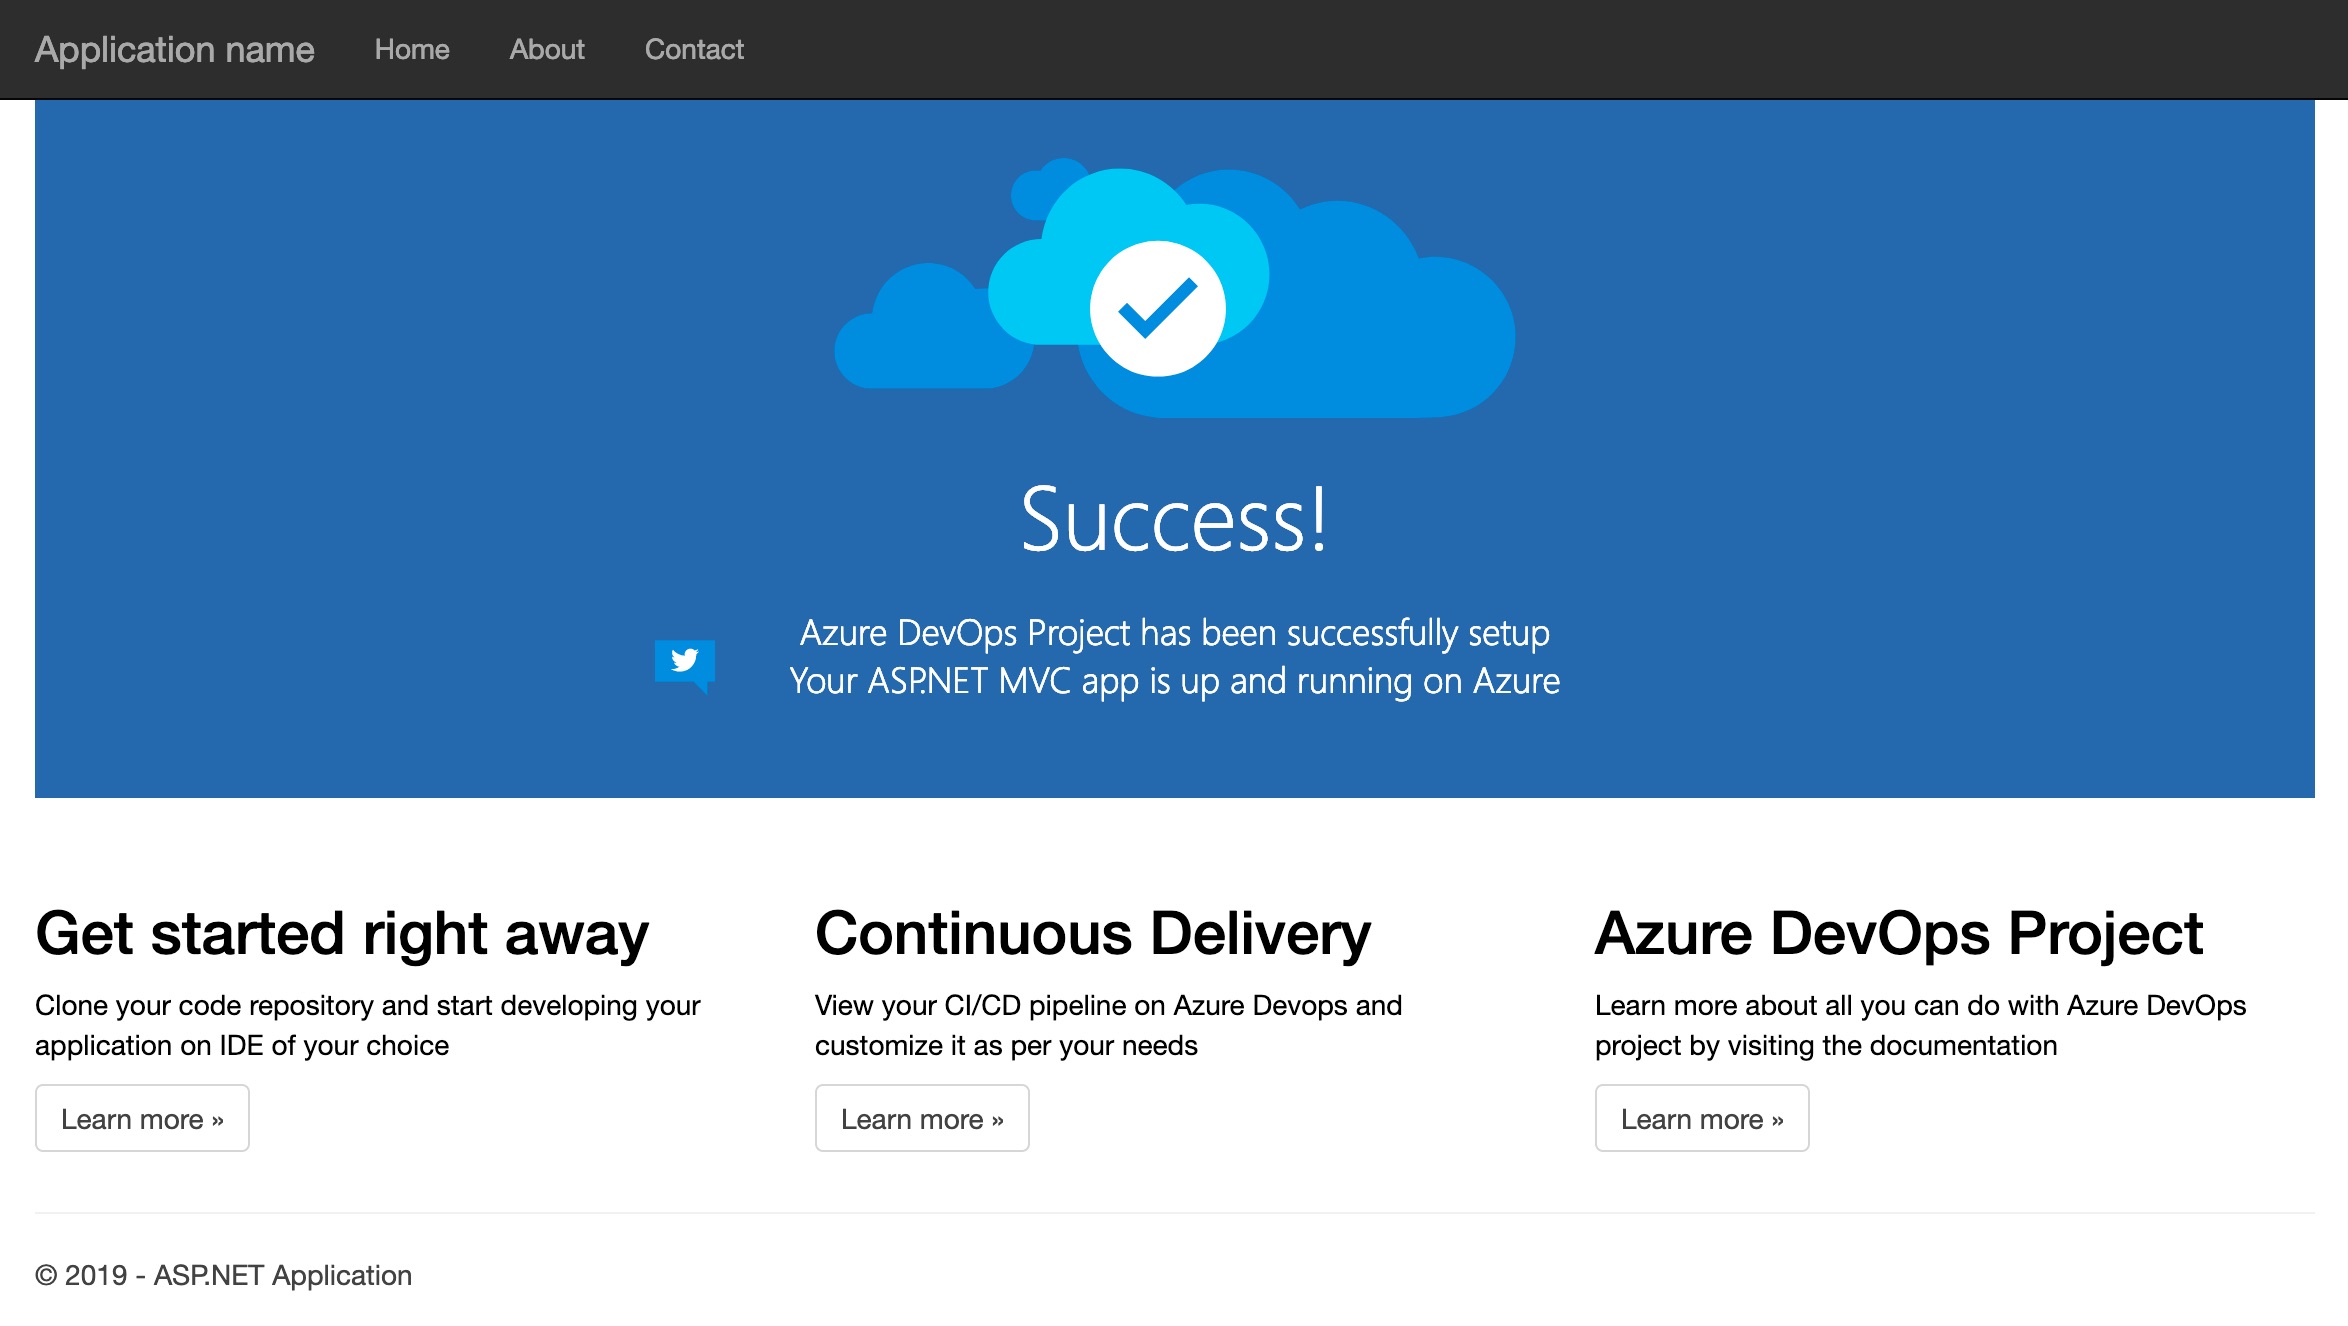 Application name Home About Contact
Success!
Azure DevOps Project has been successfully setup
Your ASP.NET MVC app is up and running on Azure
Get started right away
Clone your code repository and start developing your
application on IDE of your choice
Learn more »
Continuous Delivery
View your CI/CD pipeline on Azure Devops and
customize it as per your needs
Learn more »
Azure DevOps Project
Learn more about all you can do with Azure DevOps
project by visiting the documentation
Learn more »
© 2019 - ASP.NET Application